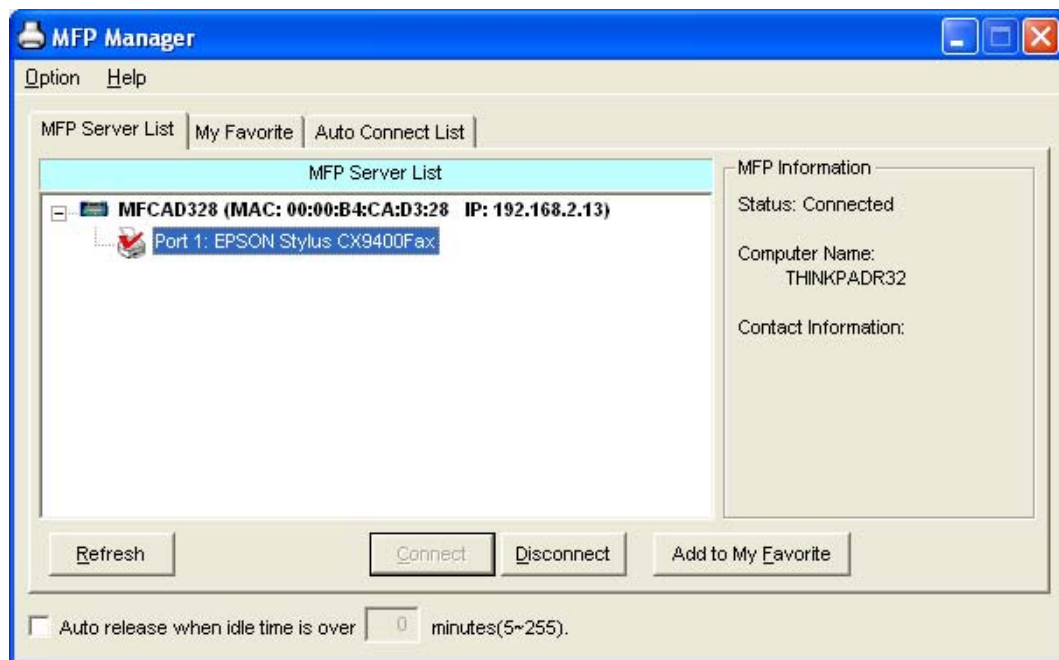 MFP Manager
Option Help
MFP Server List My Favorite Auto Connect List
MFP Server List
MFCAD328 (MAC: 00:00:B4:CA:D3:28 IP: 192.168.2.13)
Port 1: EPSON Stylus CX9400Fax
MFP Information
Status: Connected
Computer Name:
THINKPADR32
Contact Information:
Refresh Connect Disconnect Add to My Favorite
Auto release when idle time is over 0 minutes(5~255).